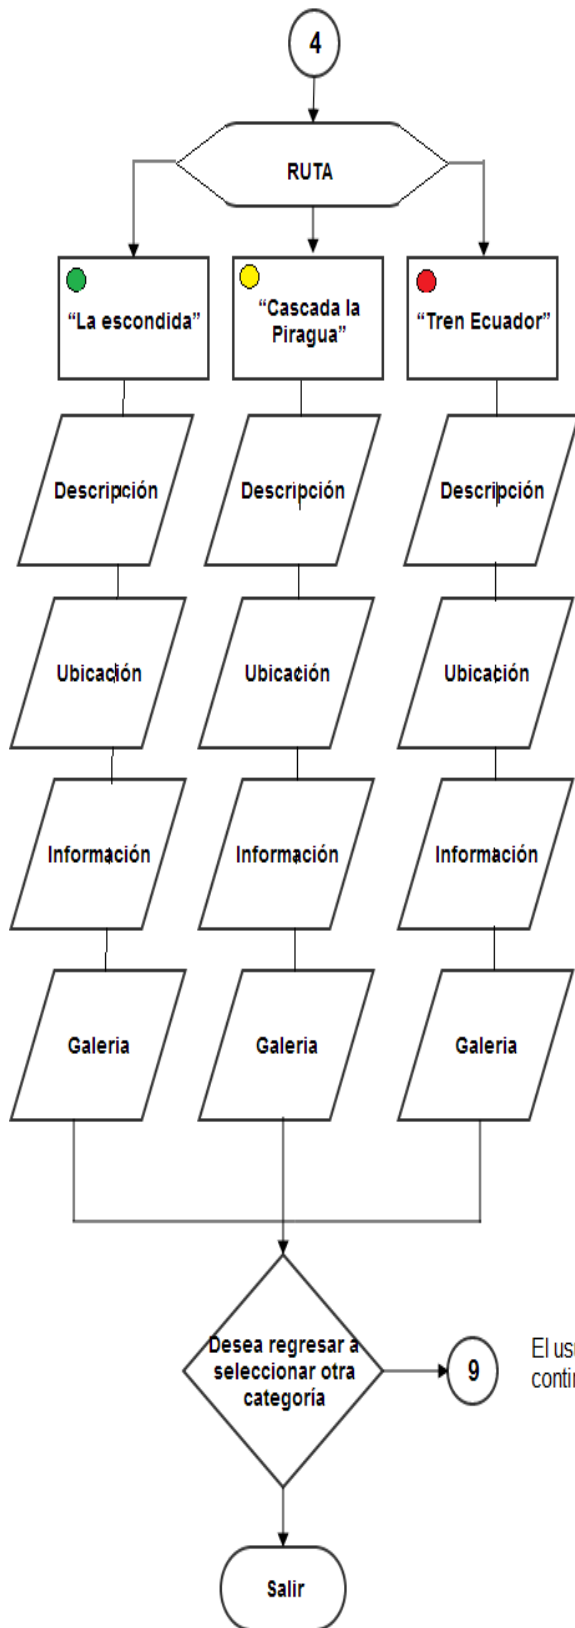 4
RUTA
“La escondida”
“Cascada la
Piragua”
“Tren Ecuador”
Descripción
Descripción
Descripción
Ubicación
Ubicación
Ubicación
Información
Información
Información
Galeria
Galeria
Galeria
Desea regresar a
seleccionar otra
categoría
9
El
Salir